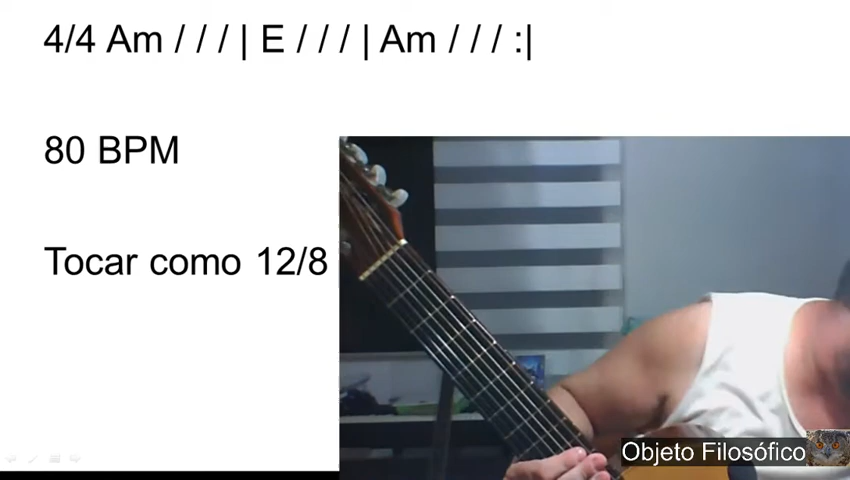 4/4 Am / / / | E / / / | Am / / / :|
80 BPM
Tocar como 12/8
Objeto Filosófico